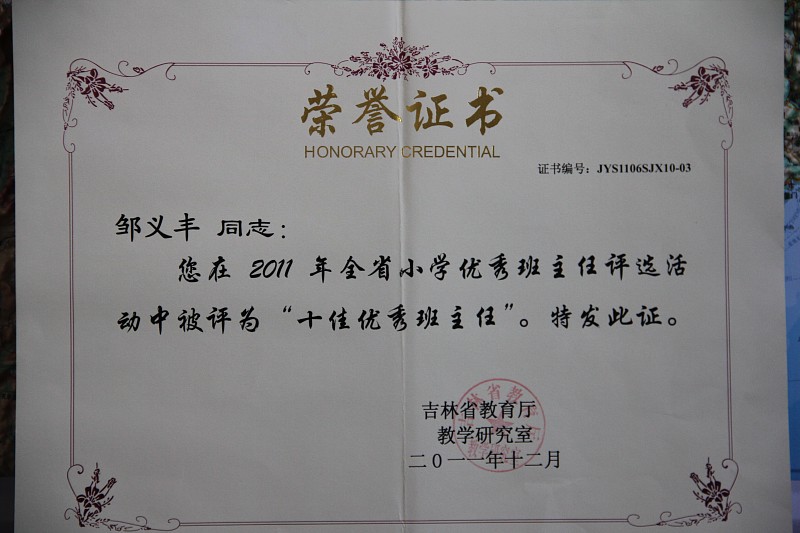 荣誉证书
HONORARY CREDENTIAL
证书编号：JYS1106SJX10-03
邹义丰 同志：
您在 2011 年全省小学优秀班主任评选活
动中被评为“十佳优秀班主任”。特发此证。
吉林省教育厅
教学研究室
二０一一年十二月